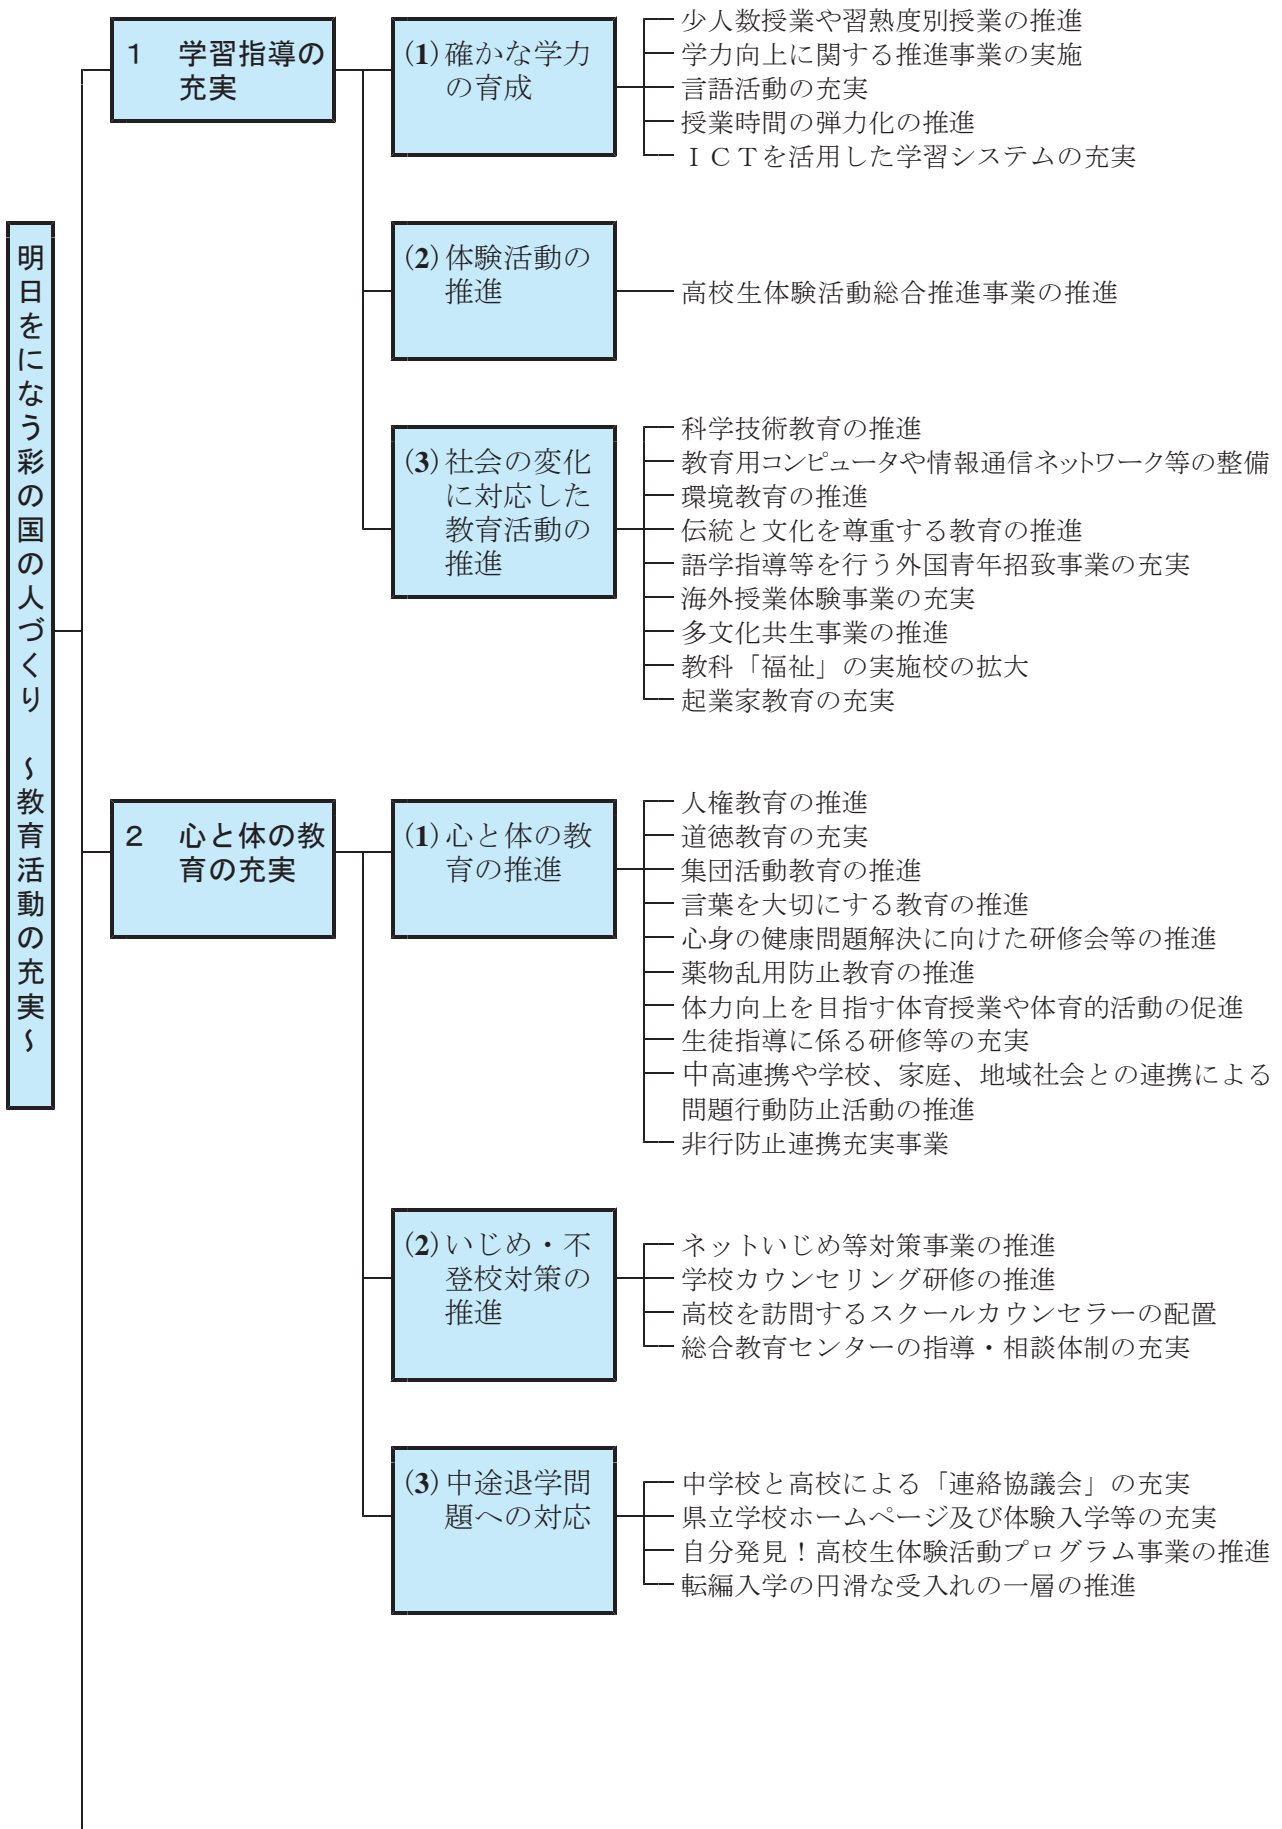 明日をになう彩の国の人づくり　～教育活動の充実～
１　学習指導の
充実
(1)確かな学力
の育成
少人数授業や習熟度別授業の推進
学力向上に関する推進事業の実施
言語活動の充実
授業時間の弾力化の推進
ＩＣＴを活用した学習システムの充実
(2)体験活動の
推進
高校生体験活動総合推進事業の推進
(3)社会の変化
に対応した
教育活動の
推進
科学技術教育の推進
教育用コンピュータや情報通信ネットワーク等の整備
環境教育の推進
伝統と文化を尊重する教育の推進
語学指導等を行う外国青年招致事業の充実
海外授業体験事業の充実
多文化共生事業の推進
教科「福祉」の実施校の拡大
起業家教育の充実
２　心と体の教
育の充実
(1)心と体の教
育の推進
人権教育の推進
道徳教育の充実
集団活動教育の推進
言葉を大切にする教育の推進
心身の健康問題解決に向けた研修会等の推進
薬物乱用防止教育の推進
体力向上を目指す体育授業や体育的活動の促進
生徒指導に係る研修等の充実
中高連携や学校、家庭、地域社会との連携による
問題行動防止活動の推進
非行防止連携充実事業
(2)いじめ・不
登校対策の
推進
ネットいじめ等対策事業の推進
学校カウンセリング研修の推進
高校を訪問するスクールカウンセラーの配置
総合教育センターの指導・相談体制の充実
(3)中途退学問
題への対応
中学校と高校による「連絡協議会」の充実
県立学校ホームページ及び体験入学等の充実
自分発見！高校生体験活動プログラム事業の推進
転編入学の円滑な受入れの一層の推進